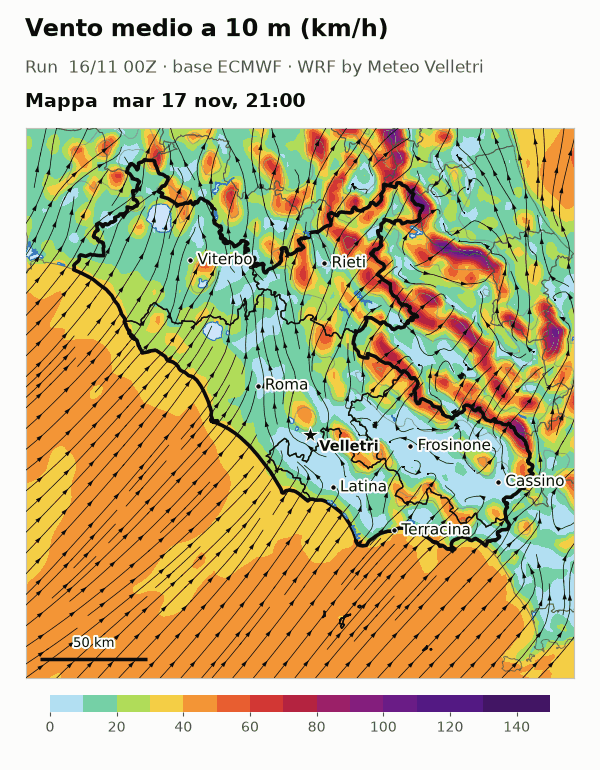 Vento medio a 10 m (km/h)
Run  16/11 00Z · base ECMWF · WRF by Meteo Velletri
Mappa  mar 17 nov, 21:00
Viterbo
Rieti
Roma
Velletri
Frosinone
Latina
Cassino
Terracina
50 km
0 20 40 60 80 100 120 140